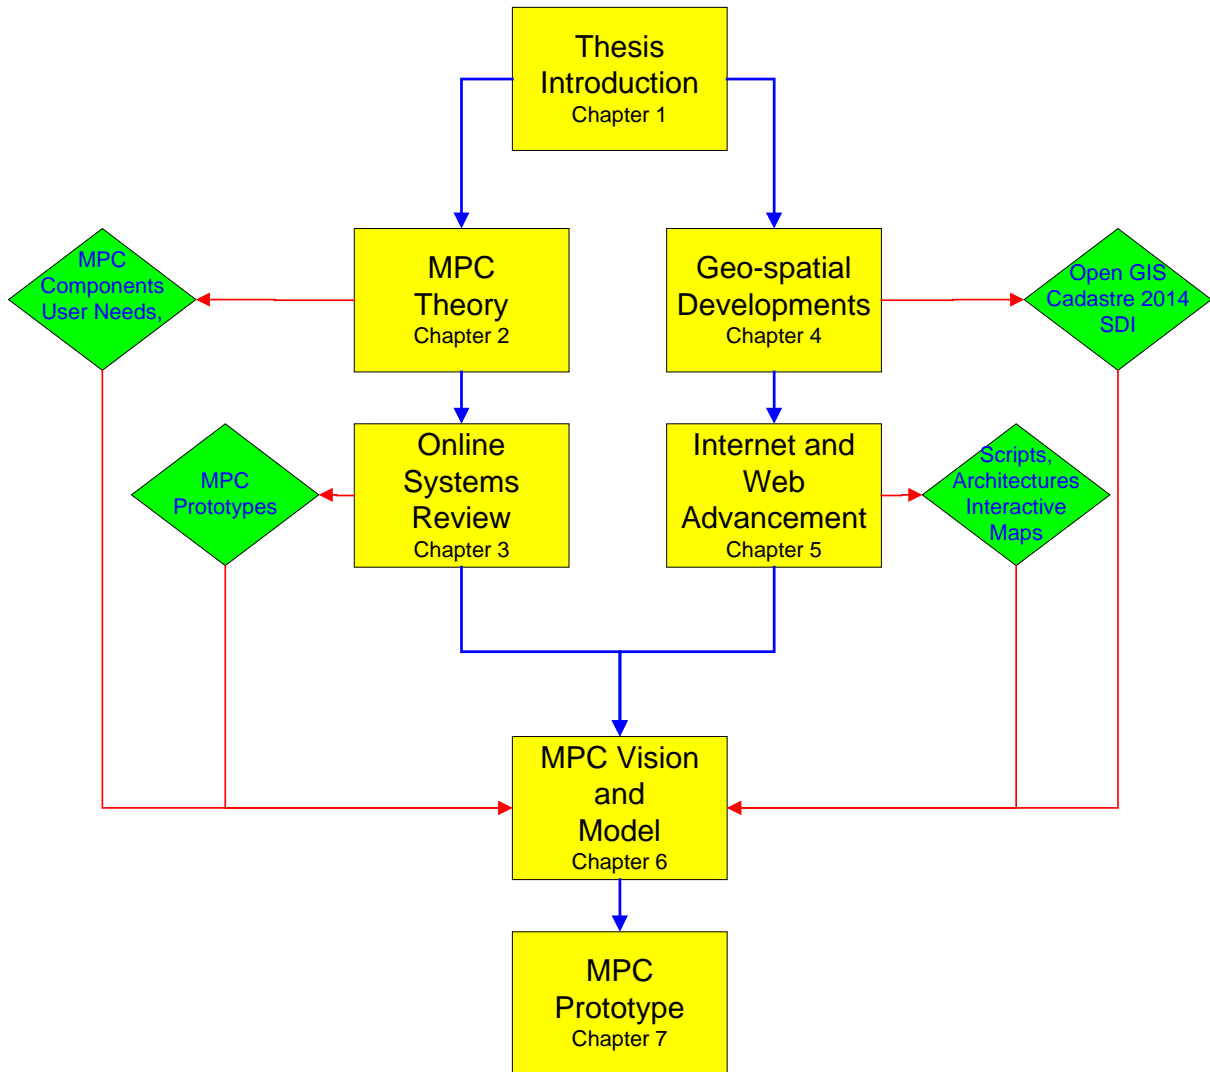 Thesis
Introduction
Chapter 1
MPC
Components
User Needs,
MPC
Theory
Chapter 2
Geo-spatial
Developments
Chapter 4
Open GIS
Cadastre 2014
SDI
MPC
Prototypes
Online
Systems
Review
Chapter 3
Internet and
Web
Advancement
Chapter 5
Scripts,
Architectures
Interactive
Maps
MPC Vision
and
Model
Chapter 6
MPC
Prototype
Chapter 7